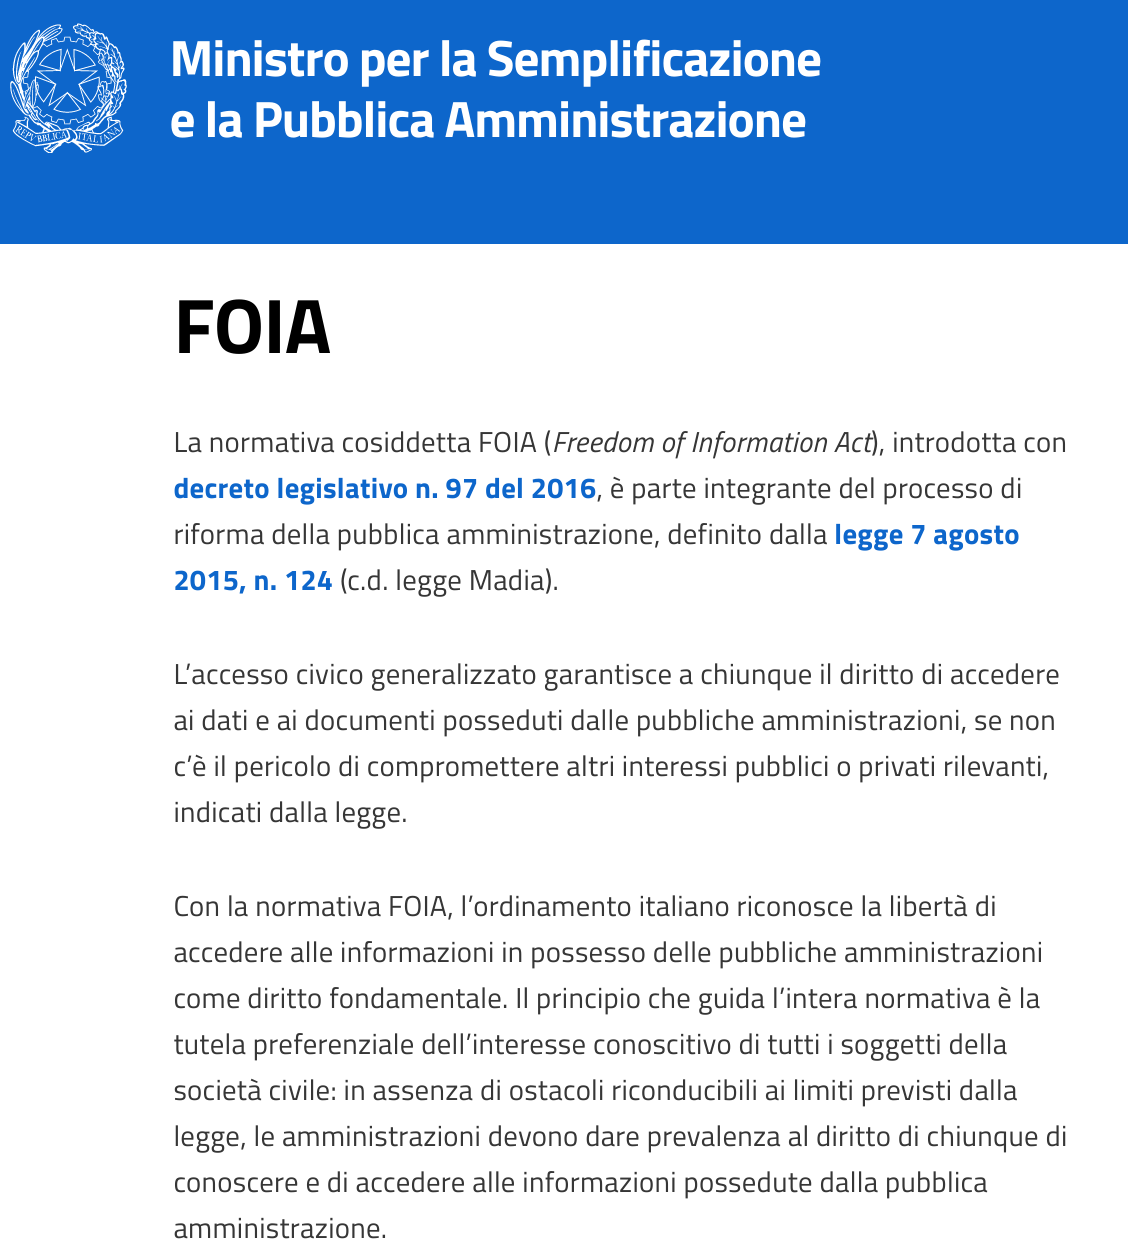 REPVBBLICA ITALIANA
Ministro per la Semplificazione
e la Pubblica Amministrazione
FOIA
La normativa cosiddetta FOIA (Freedom of Information Act), introdotta con
decreto legislativo n. 97 del 2016, è parte integrante del processo di
riforma della pubblica amministrazione, definito dalla legge 7 agosto
2015, n. 124 (c.d. legge Madia).
L’accesso civico generalizzato garantisce a chiunque il diritto di accedere
ai dati e ai documenti posseduti dalle pubbliche amministrazioni, se non
c’è il pericolo di compromettere altri interessi pubblici o privati rilevanti,
indicati dalla legge.
Con la normativa FOIA, l’ordinamento italiano riconosce la libertà di
accedere alle informazioni in possesso delle pubbliche amministrazioni
come diritto fondamentale. Il principio che guida l’intera normativa è la
tutela preferenziale dell’interesse conoscitivo di tutti i soggetti della
società civile: in assenza di ostacoli riconducibili ai limiti previsti dalla
legge, le amministrazioni devono dare prevalenza al diritto di chiunque di
conoscere e di accedere alle informazioni possedute dalla pubblica
amministrazione.